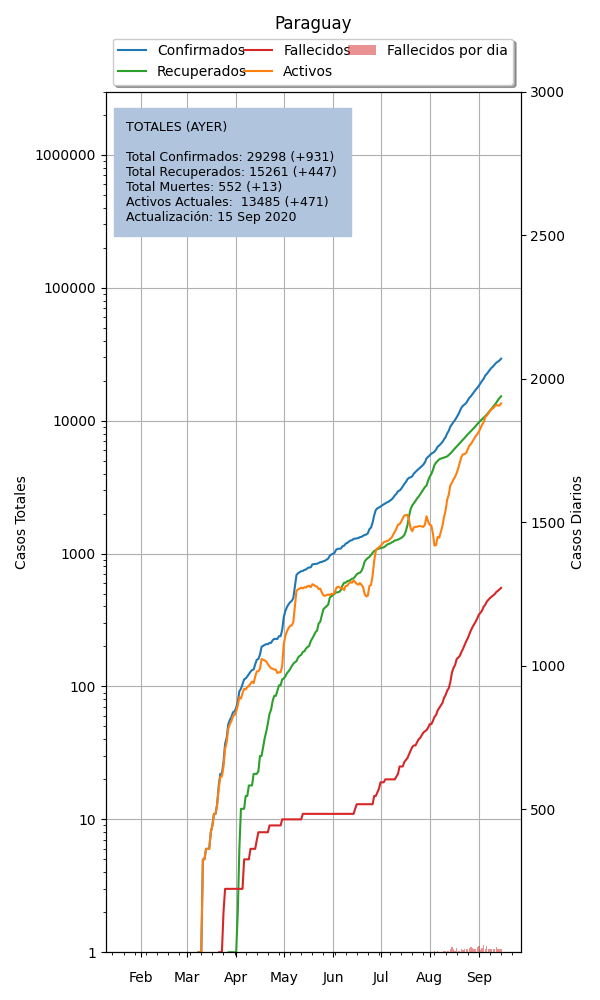 Paraguay
Confirmados
Recuperados
Fallecidos
Activos
Fallecidos por dia
TOTALES (AYER)
Total Confirmados: 29298 (+931)
Total Recuperados: 15261 (+447)
Total Muertes: 552 (+13)
Activos Actuales:  13485 (+471)
Actualización: 15 Sep 2020
Casos Totales
1000000
100000
10000
1000
100
10
1
Casos Diarios
3000
2500
2000
1500
1000
500
Feb Mar Apr May Jun Jul Aug Sep